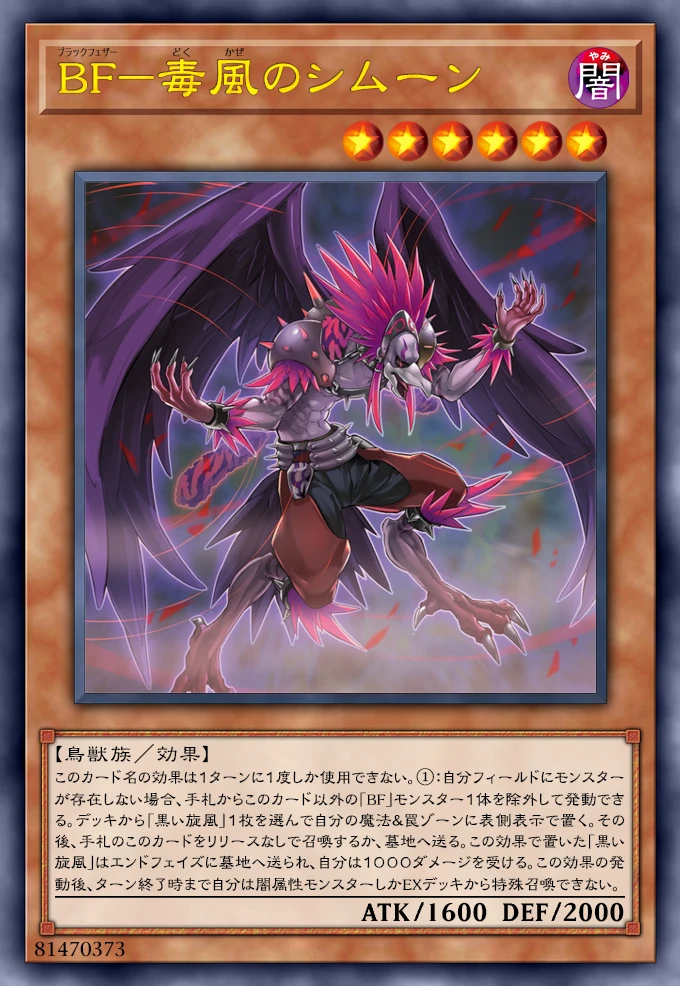 ブラックフェザー どく かぜ
BF－毒風のシムーン
やみ
闇
【鳥獣族／効果】
このカード名の効果は１ターンに１度しか使用できない。①：自分フィールドにモンスター
が存在しない場合、手札からこのカード以外の「BF」モンスター１体を除外して発動でき
る。デッキから「黒い旋風」１枚を選んで自分の魔法&罠ゾーンに表側表示で置く。その
後、手札のこのカードをリリースなしで召喚するか、墓地へ送る。この効果で置いた「黒い
旋風」はエンドフェイズに墓地へ送られ、自分は１０００ダメージを受ける。この効果の発
動後、ターン終了時まで自分は闇属性モンスターしかEXデッキから特殊召喚できない。
ATK/1600 DEF/2000
81470373